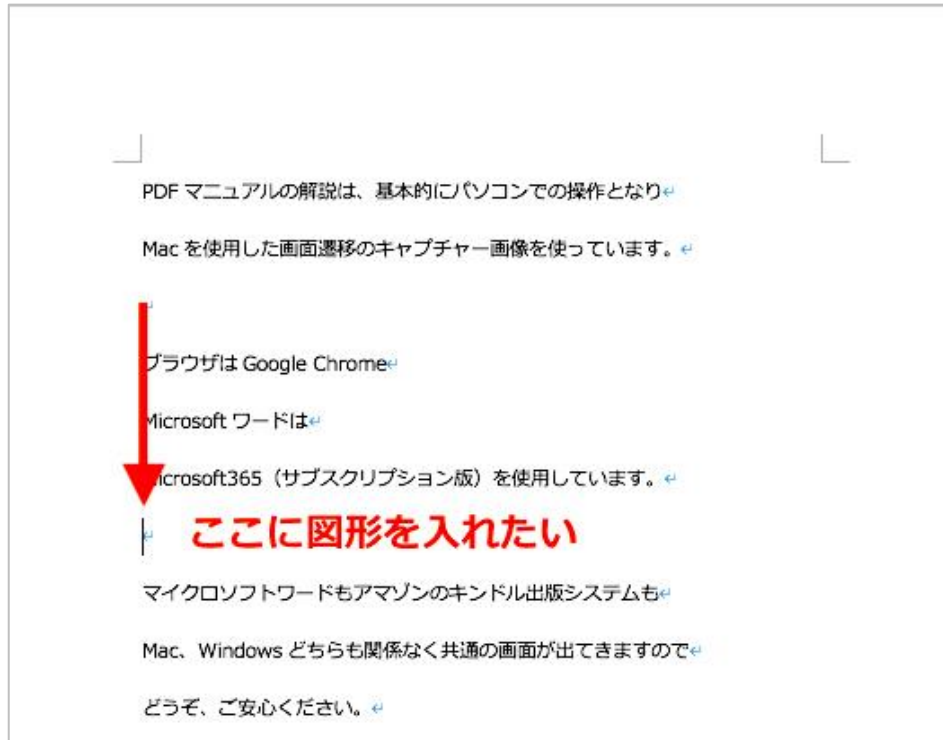 PDF マニュアルの解説は、基本的にパソコンでの操作となり↵
Mac を使用した画面遷移のキャプチャー画像を使っています。↵
↵
ブラウザは Google Chrome↵
Microsoft ワードは↵
Microsoft365（サブスクリプション版）を使用しています。↵
↵ ここに図形を入れたい
マイクロソフトワードもアマゾンのキンドル出版システムも↵
Mac、Windows どちらも関係なく共通の画面が出てきますので↵
どうぞ、ご安心ください。↵